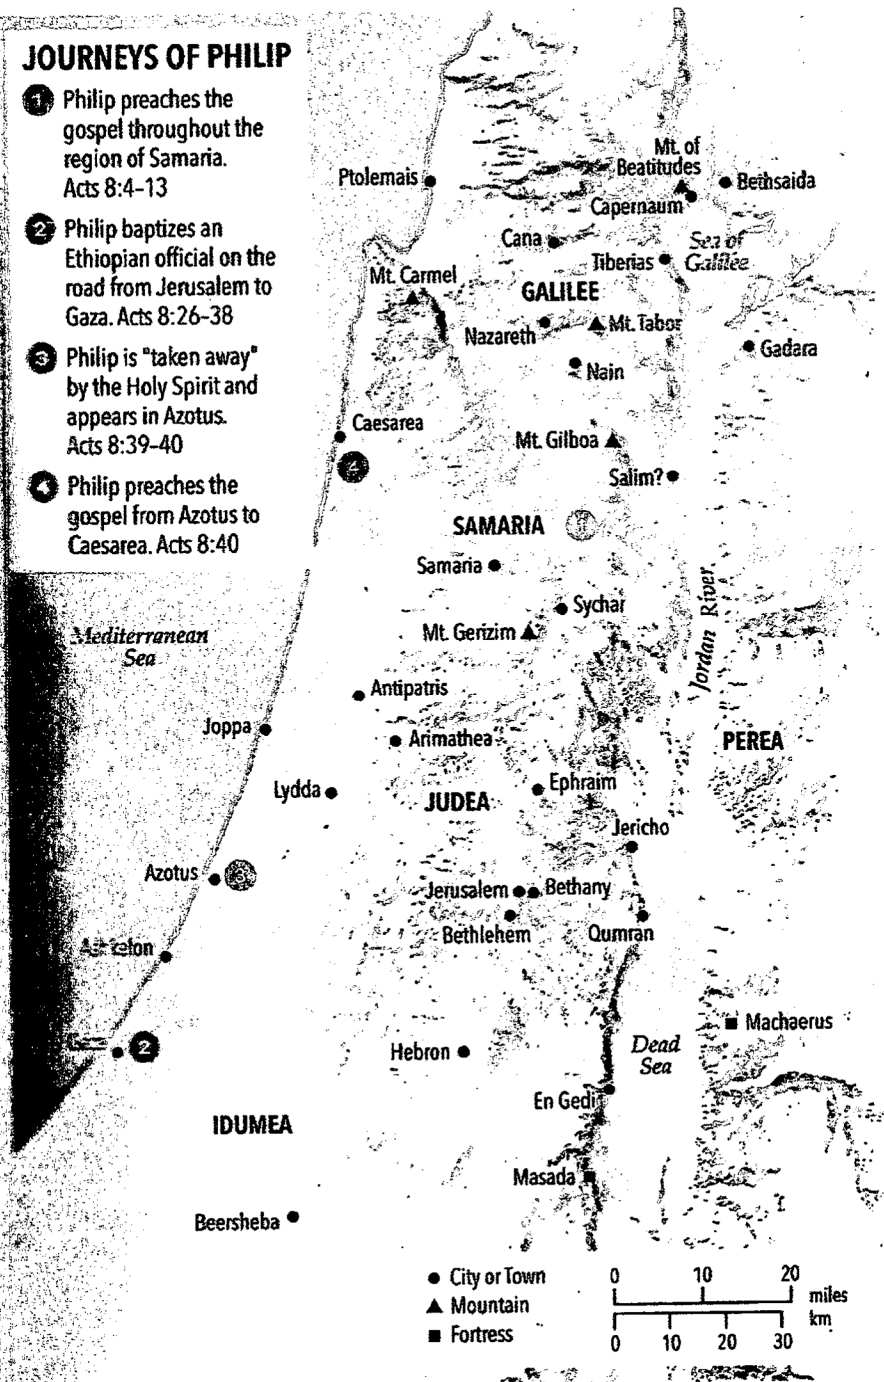 JOURNEYS OF PHILIP
1 Philip preaches the
gospel throughout the
region of Samaria.
Acts 8:4–13
2 Philip baptizes an
Ethiopian official on the
road from Jerusalem to
Gaza. Acts 8:26–38
3 Philip is "taken away"
by the Holy Spirit and
appears in Azotus.
Acts 8:39–40
4 Philip preaches the
gospel from Azotus to
Caesarea. Acts 8:40
Mt. of
Beatitudes
Ptolemais
Bethsaida
Capernaum
Cana
Sea of
Galilee
Tiberias
Mt. Carmel
GALILEE
Nazareth
Mt. Tabor
Gadara
Nain
Caesarea
4
Mt. Gilboa
Salim?
SAMARIA
1
Samaria
Sychar
Mt. Gerizim
Jordan River
Mediterranean
Sea
Antipatris
Joppa
Arimathea
PEREA
Lydda
JUDEA
Ephraim
Jericho
Azotus
3
Jerusalem
Bethany
Bethlehem
Qumran
2
Hebron
Dead
Sea
Machaerus
En Gedi
IDUMEA
Masada
Beersheba
City or Town
Mountain
Fortress
0 10 20
miles
km
0 10 20 30